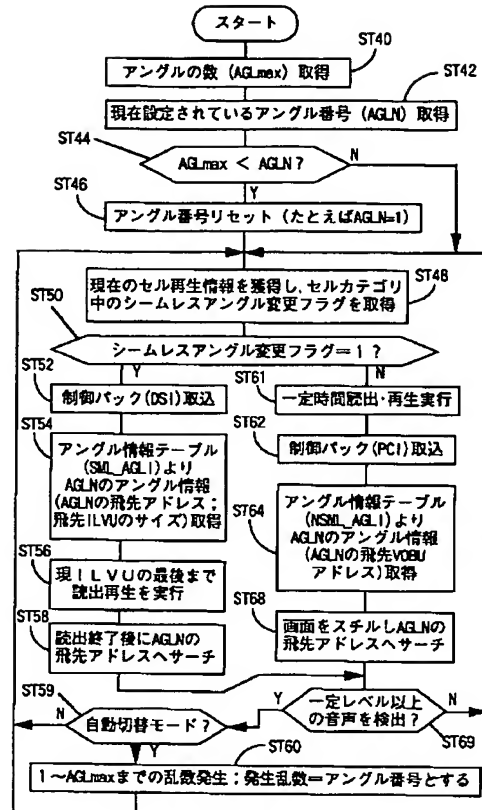 スタート
ST40
アングルの数 (AGLmax) 取得
ST42
現在設定されているアングル番号 (AGLN) 取得
ST44
AGLmax < AGLN ?
N
Y
ST46
アングル番号リセット (たとえばAGLN=1)
現在のセル再生情報を獲得し、セルカテゴリ
中のシームレスアングル変更フラグを取得
ST48
ST50
シームレスアングル変更フラグ=1 ?
ST52
Y
制御パック(DSI)取込
ST54
アングル情報テーブル
(SML_AGLI)より
AGLNのアングル情報
(AGLNの飛先アドレス;
飛先ILVUのサイズ)取得
ST56
現ILVUの最後まで
読出再生を実行
ST58
読出終了後にAGLNの
飛先アドレスへサーチ
ST61
N
一定時間読出・再生実行
ST62
制御パック(PCI)取込
アングル情報テーブル
(NSML_AGLI)より
AGLNのアングル情報
(AGLNの飛先VOBU
アドレス)取得
ST64
ST68
画面をスチルしAGLNの
飛先アドレスへサーチ
ST59
N
自動切替モード?
Y
Y
一定レベル以上
の音声を検出?
N
ST69
ST60
1~AGLmaxまでの乱数発生;発生乱数=アングル番号とする